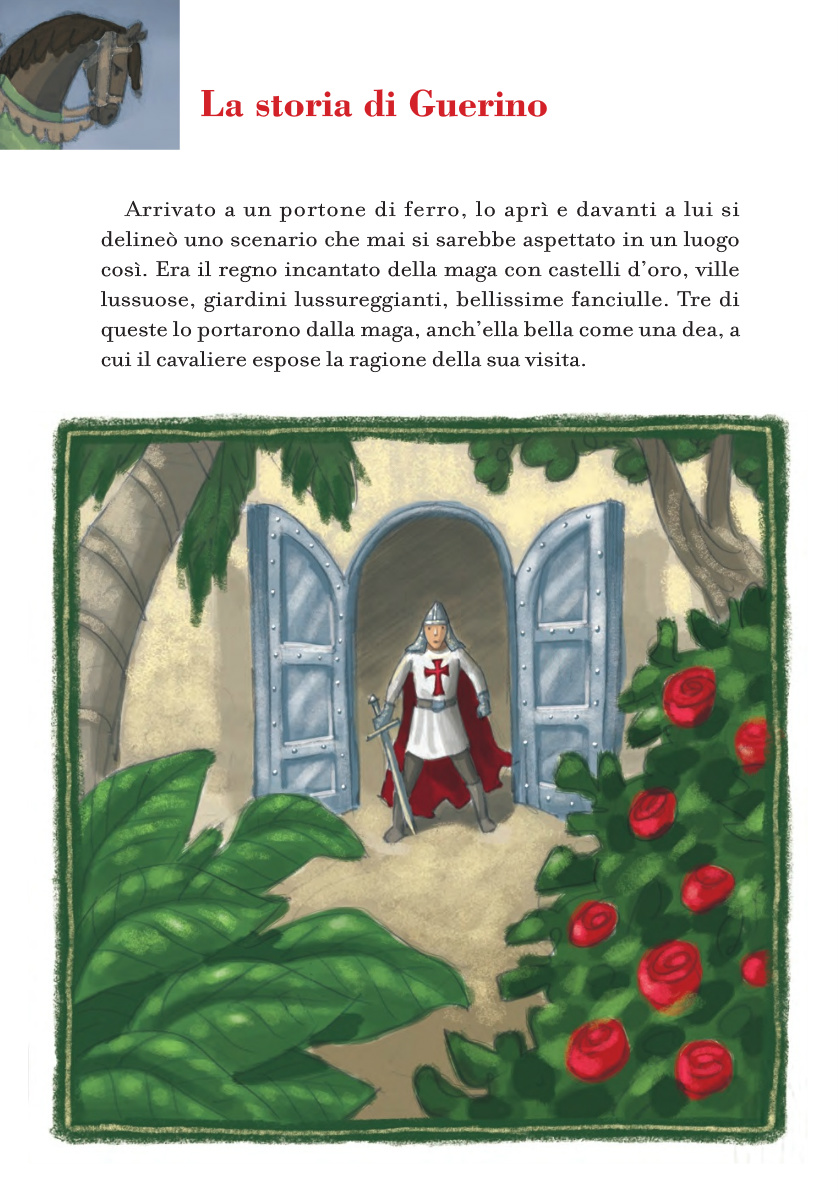 La storia di Guerino
Arrivato a un portone di ferro, lo aprì e davanti a lui si
delineò uno scenario che mai si sarebbe aspettato in un luogo
così. Era il regno incantato della maga con castelli d'oro, ville
lussuose, giardini lussureggianti, bellissime fanciulle. Tre di
queste lo portarono dalla maga, anch'ella bella come una dea, a
cui il cavaliere espose la ragione della sua visita.